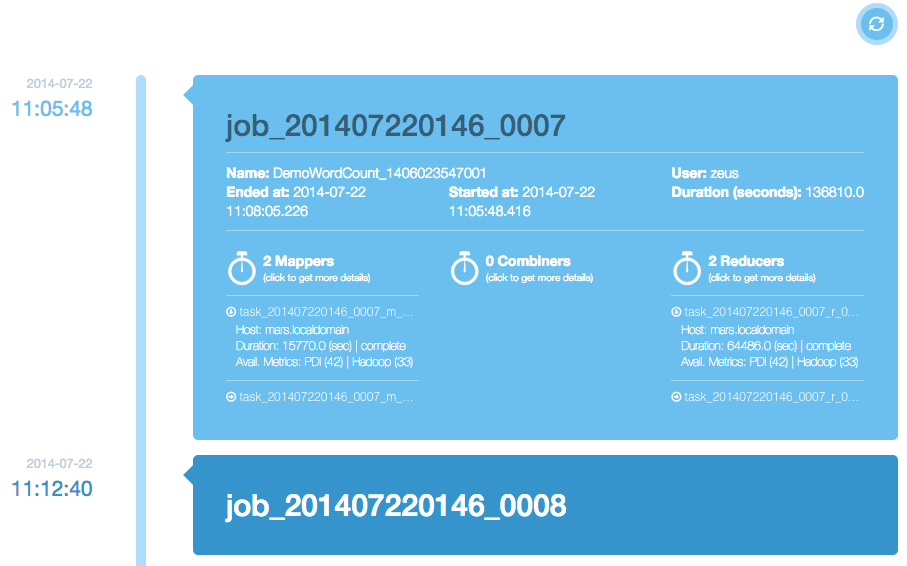 2014-07-22
11:05:48
job_201407220146_0007
Name: DemoWordCount_1406023547001
User: zeus
Ended at: 2014-07-22
11:08:05.226
Started at: 2014-07-22
11:05:48.416
Duration (seconds): 136810.0
2 Mappers
(click to get more details)
0 Combiners
(click to get more details)
2 Reducers
(click to get more details)
task_201407220146_0007_m_...
Host: mars.localdomain
Duration: 15770.0 (sec) | complete
Avail. Metrics: PDI (42) | Hadoop (33)
task_201407220146_0007_m_...
task_201407220146_0007_r_0...
Host: mars.localdomain
Duration: 64486.0 (sec) | complete
Avail. Metrics: PDI (42) | Hadoop (33)
task_201407220146_0007_r_0...
2014-07-22
11:12:40
job_201407220146_0008